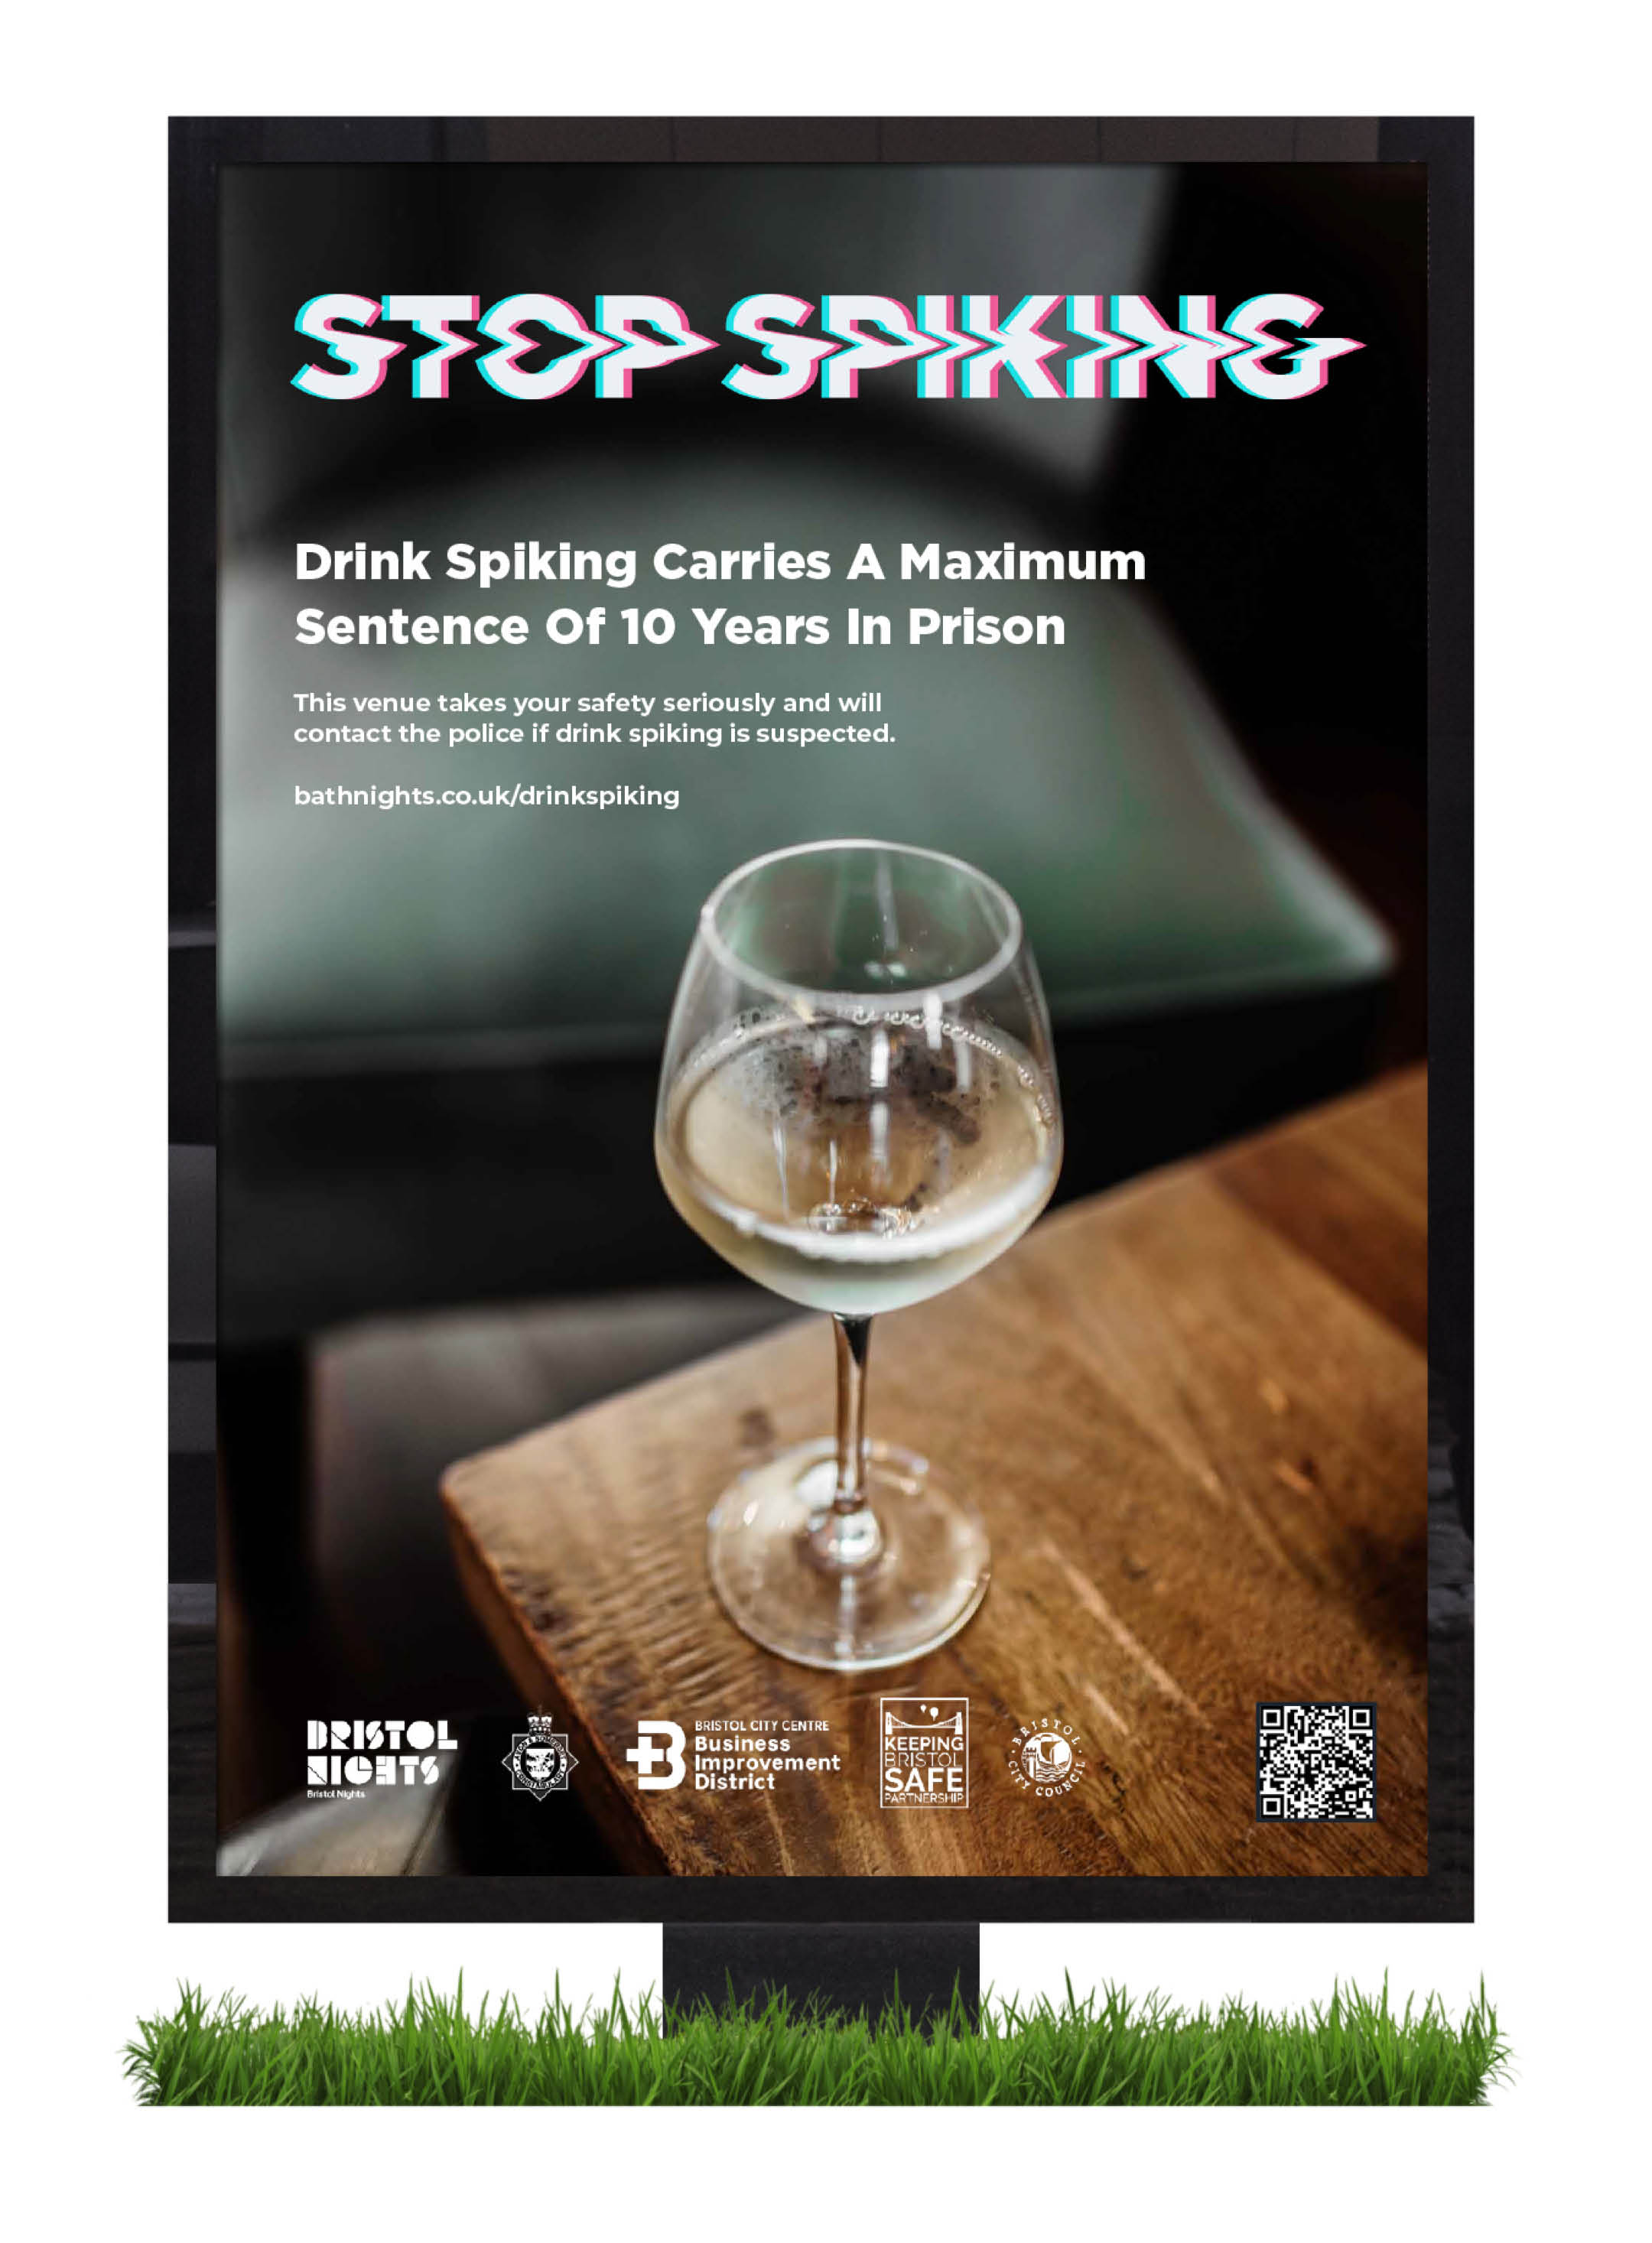 STOP SPIKING
Drink Spiking Carries A Maximum
Sentence Of 10 Years In Prison
This venue takes your safety seriously and will
contact the police if drink spiking is suspected.
bathnights.co.uk/drinkspiking
BRISTOL
NIGHTS
Bristol Nights
BRISTOL CITY CENTRE
Business
Improvement
District
KEEPING
BRISTOL
SAFE
PARTNERSHIP
BRISTOL
CITY COUNCIL